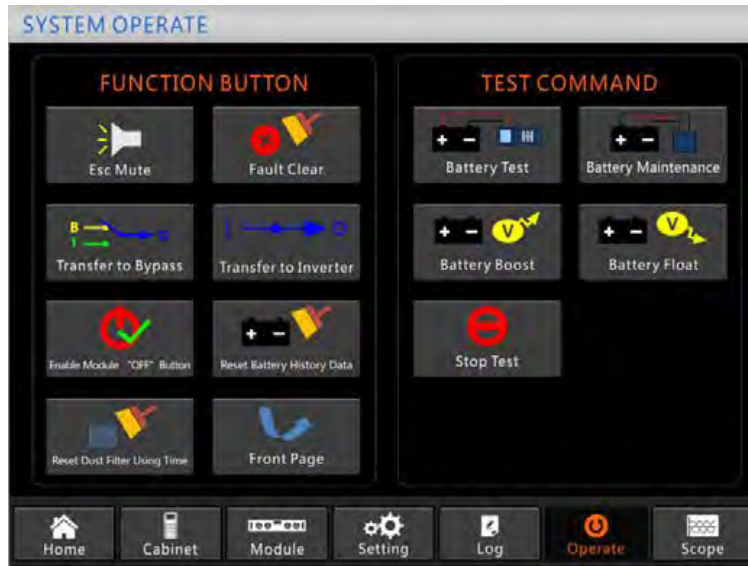 SYSTEM OPERATE
FUNCTION BUTTON
Esc Mute
Fault Clear
B
I
Transfer to Bypass
I
O
Transfer to Inverter
Enable Module "OFF" Button
Reset Battery History Data
Reset Dust Filter Using Time
Front Page
TEST COMMAND
Battery Test
Battery Maintenance
V
Battery Boost
V
Battery Float
Stop Test
Home
Cabinet
Module
Setting
Log
Operate
Scope